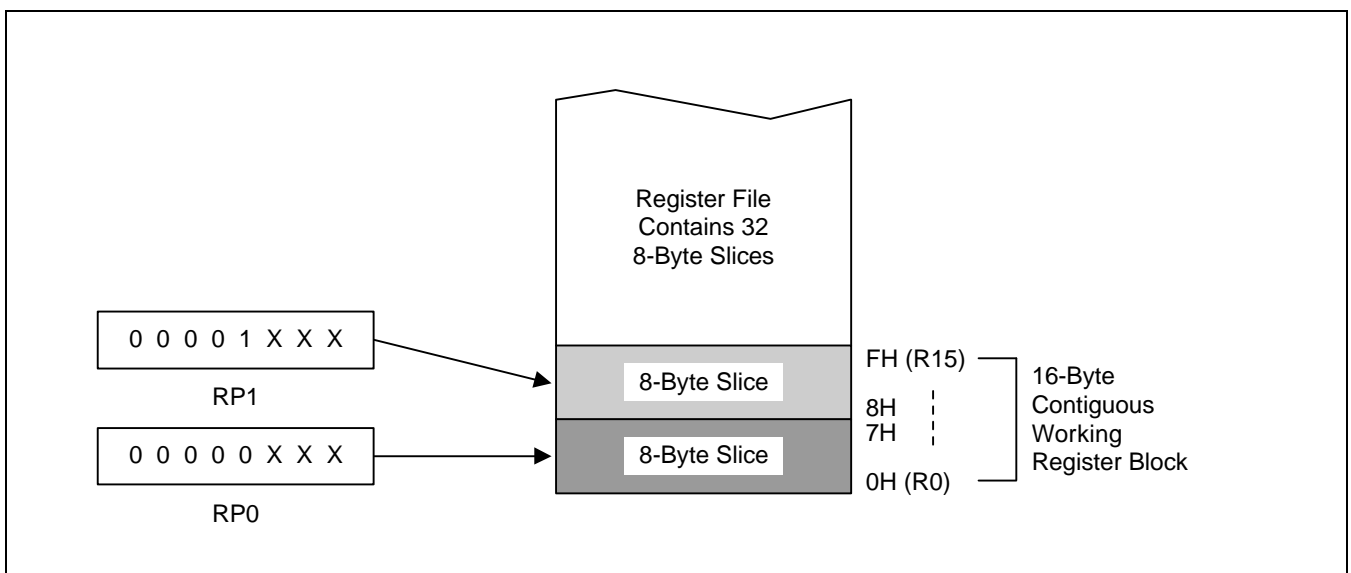 Register File
Contains 32
8-Byte Slices
0 0 0 0 1 X X X
RP1
0 0 0 0 0 X X X
RP0
8-Byte Slice
8-Byte Slice
FH (R15)
8H
7H
0H (R0)
16-Byte
Contiguous
Working
Register Block